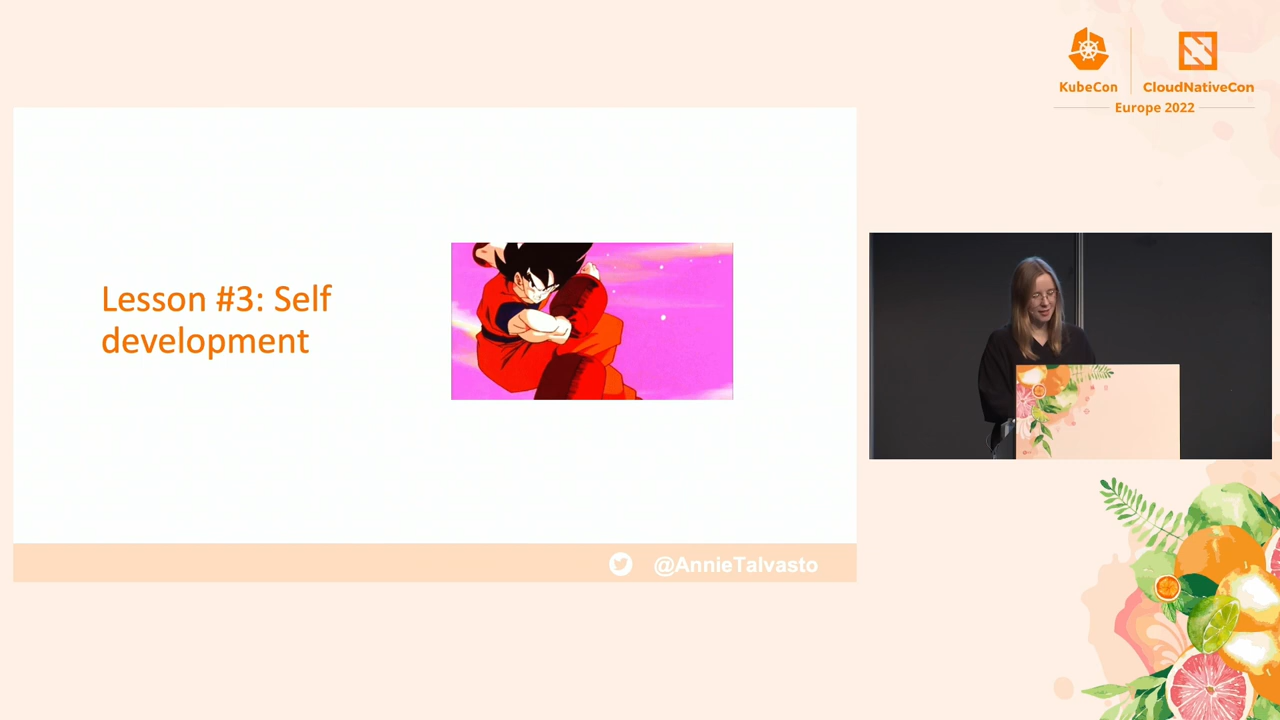 KubeCon
CloudNativeCon
Europe 2022
Lesson #3: Self
development
@AnnieTalvasto